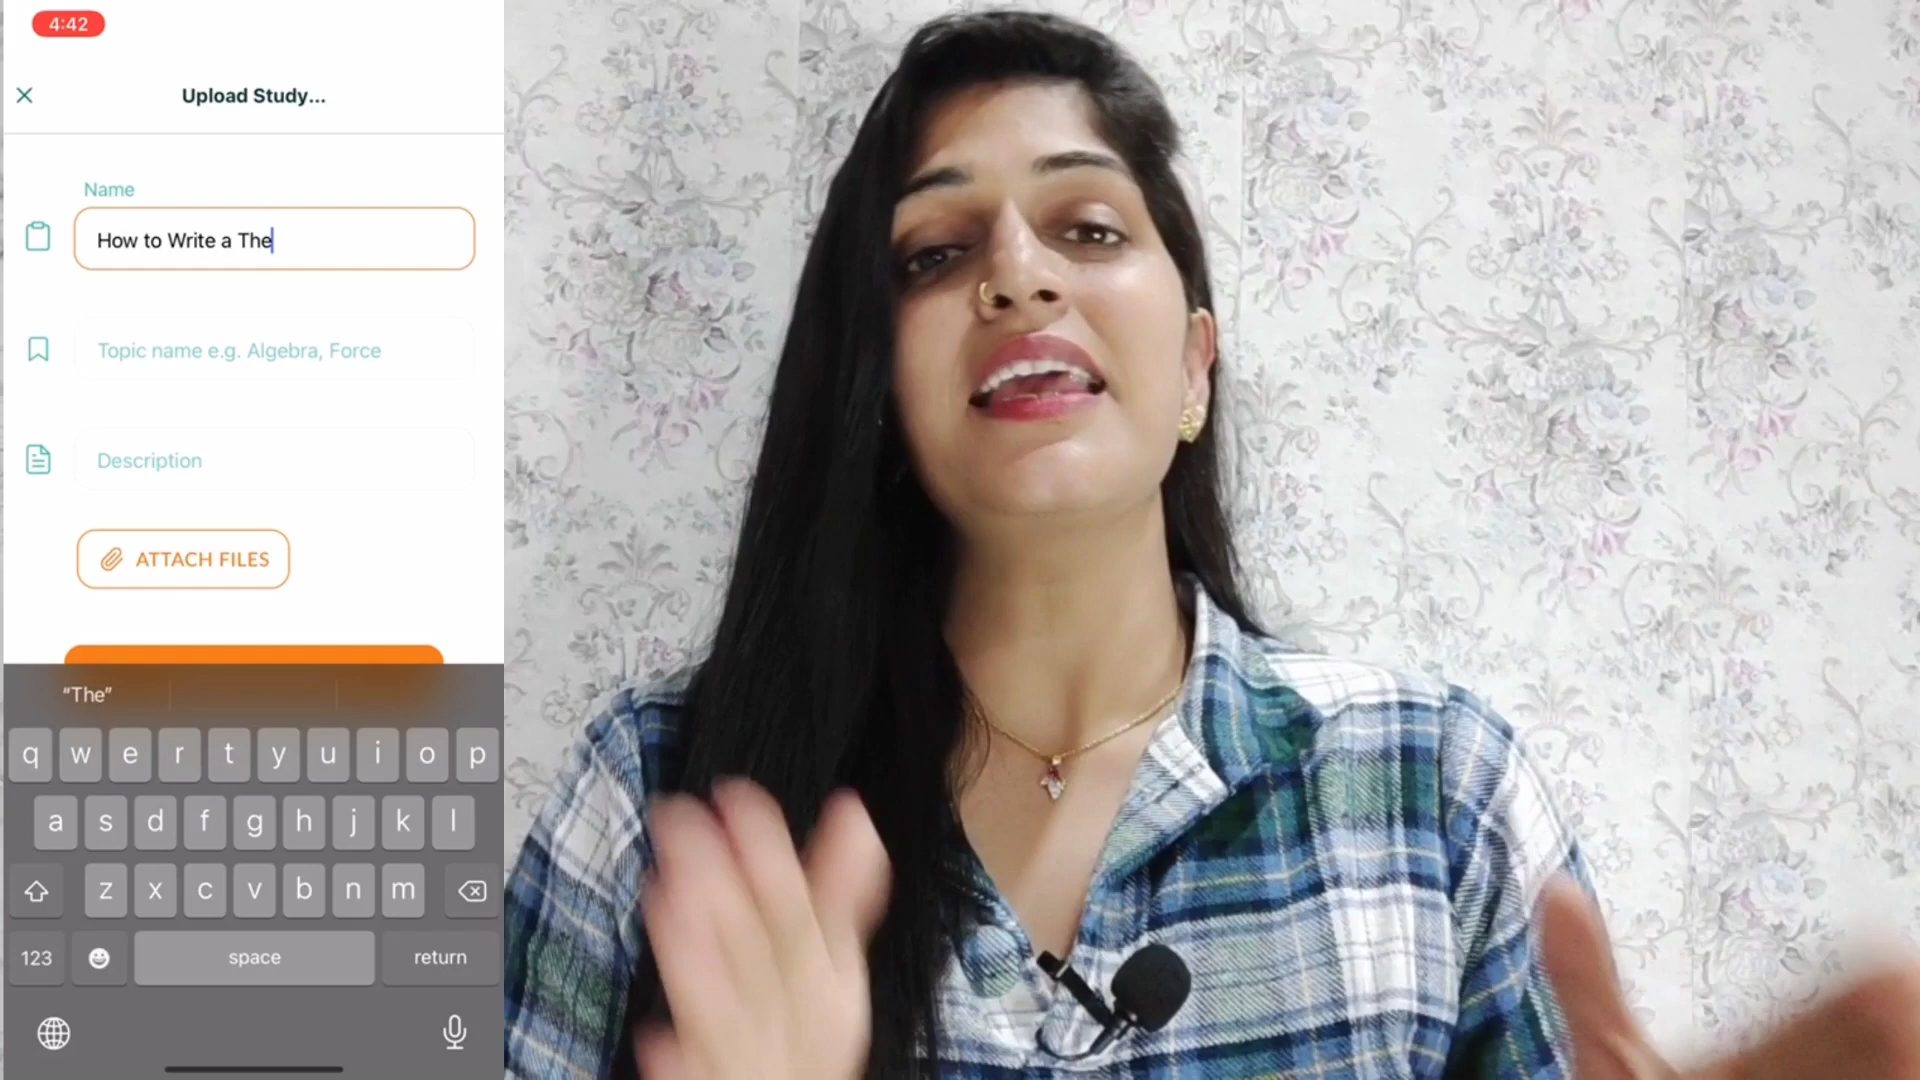 4:42
Upload Study...
Name
How to Write a The
Topic name e.g. Algebra, Force
Description
ATTACH FILES
“The”
q w e r t y u i o p
a s d f g h j k l
z x c v b n m
123 space return